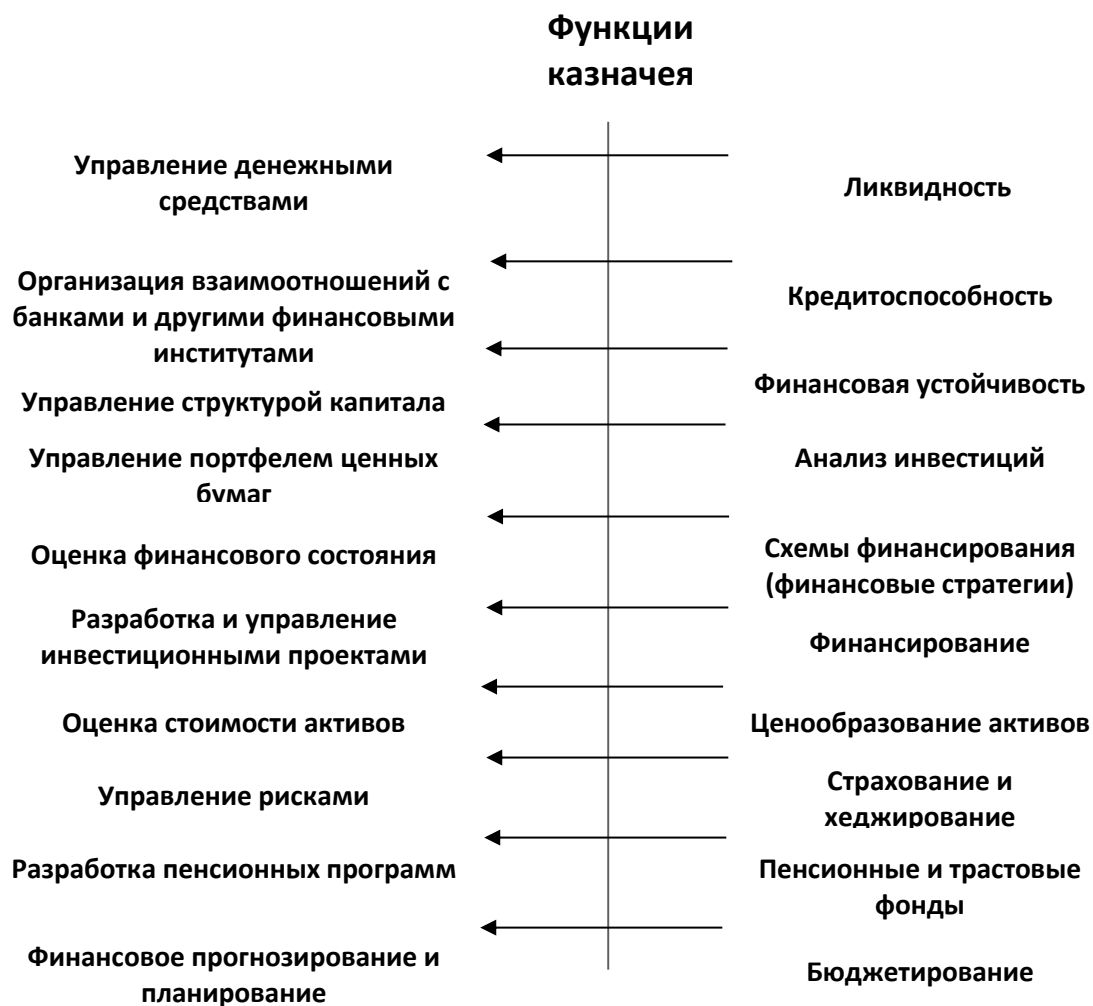 Функции
казначея
Управление денежными
средствами
Ликвидность
Организация взаимоотношений с
банками и другими финансовыми
институтами
Кредитоспособность
Управление структурой капитала
Финансовая устойчивость
Управление портфелем ценных
бумаг
Анализ инвестиций
Оценка финансового состояния
Схемы финансирования
(финансовые стратегии)
Разработка и управление
инвестиционными проектами
Финансирование
Оценка стоимости активов
Ценообразование активов
Управление рисками
Страхование и
хеджирование
Разработка пенсионных программ
Пенсионные и трастовые
фонды
Финансовое прогнозирование и
планирование
Бюджетирование